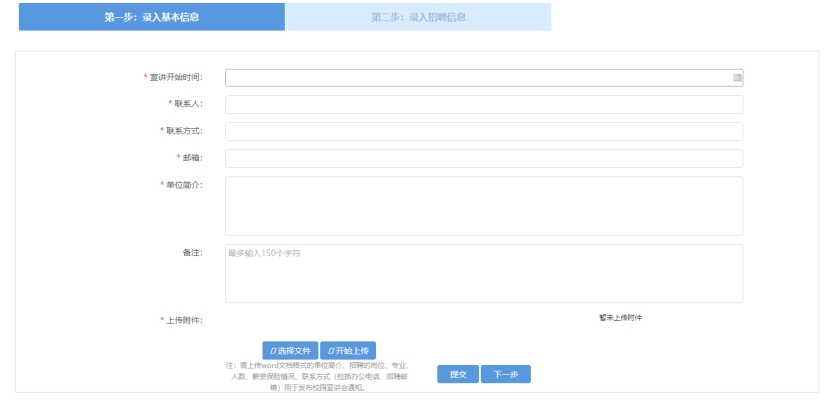 第一步：录入基本信息 第二步：录入招聘信息
* 宣讲开始时间：
* 联系人：
* 联系方式：
* 邮箱：
* 单位简介：
备注： 最多输入150个字符
* 上传附件： 暂未上传附件
选择文件 开始上传
注：需上传word文档格式的单位简介、招聘的岗位、专业、
人数、薪资保险情况、联系方式（包括办公电话、招聘邮
箱）用于发布校园宣讲会通知。
提交 下一步